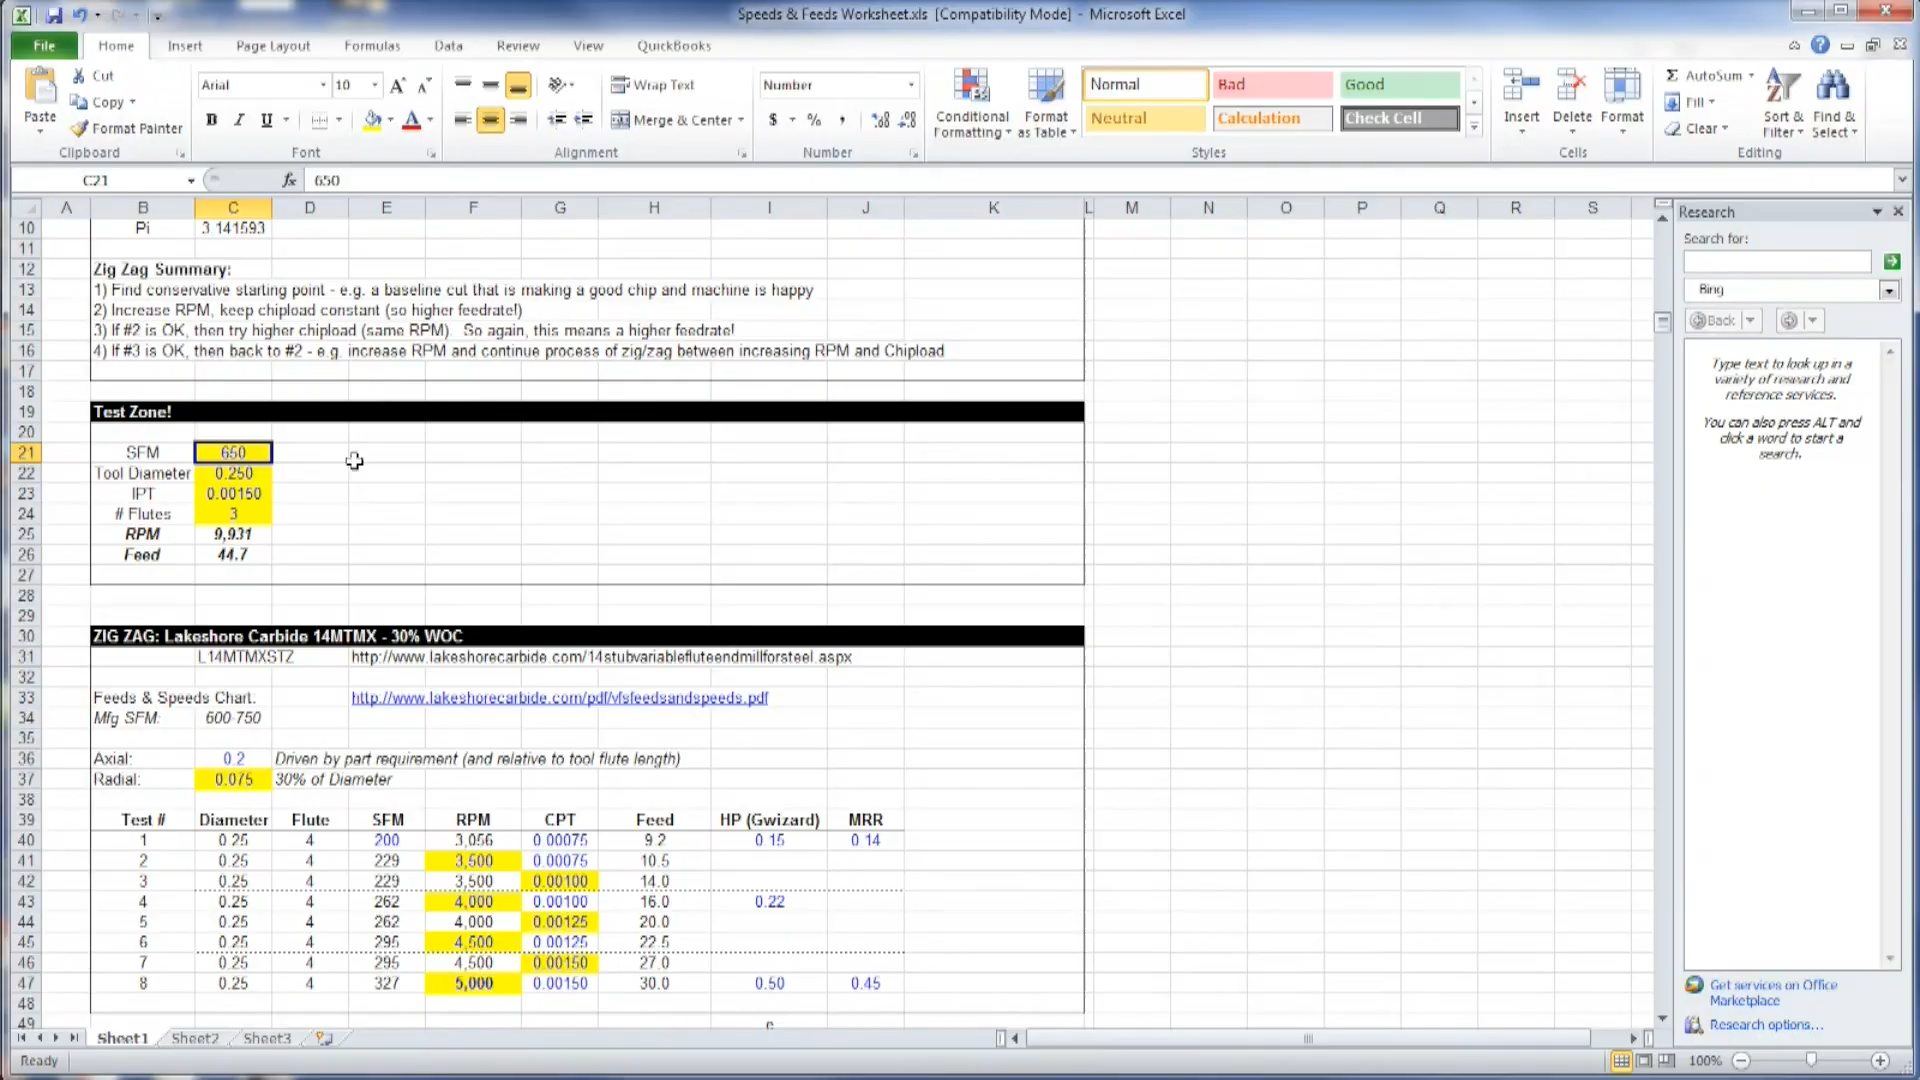 Speeds & Feeds Worksheet.xls [Compatibility Mode] - Microsoft Excel
File Home Insert Page Layout Formulas Data Review View QuickBooks
Paste
Cut
Copy
Format Painter
Clipboard
Arial 10
B I U
Font
Wrap Text
Merge & Center
Alignment
Number
$ % ,
Number
Conditional Formatting
Format as Table
Normal Bad Good
Neutral Calculation Check Cell
Styles
Insert Delete Format
Cells
AutoSum
Fill
Clear
Sort & Filter
Find & Select
Editing
C21 fx 650
A B C D E F G H I J K L M N O P Q R S
10 Pi 3.141593
11
12 Zig Zag Summary:
13 1) Find conservative starting point - e.g. a baseline cut that is making a good chip and machine is happy
14 2) Increase RPM, keep chipload constant (so higher feedrate!)
15 3) If #2 is OK, then try higher chipload (same RPM). So again, this means a higher feedrate!
16 4) If #3 is OK, then back to #2 - e.g. increase RPM and continue process of zig/zag between increasing RPM and Chipload
17
18
19 Test Zone!
20
21 SFM 650
22 Tool Diameter 0.250
23 IPT 0.00150
24 # Flutes 3
25 RPM 9,931
26 Feed 44.7
27
28
29
30 ZIG ZAG: Lakeshore Carbide 14MTMX - 30% WOC
31 L14MTMXSTZ http://www.lakeshorecarbide.com/14stubvariablefluteendmillforsteel.aspx
32
33 Feeds & Speeds Chart. http://www.lakeshorecarbide.com/pdf/vfsfeedsandspeeds.pdf
34 Mfg SFM: 600-750
35
36 Axial: 0.2 Driven by part requirement (and relative to tool flute length)
37 Radial: 0.075 30% of Diameter
38
39 Test # Diameter Flute SFM RPM CPT Feed HP (Gwizard) MRR
40 1 0.25 4 200 3,056 0.00075 9.2 0.15 0.14
41 2 0.25 4 229 3,500 0.00075 10.5
42 3 0.25 4 229 3,500 0.00100 14.0
43 4 0.25 4 262 4,000 0.00100 16.0 0.22
44 5 0.25 4 262 4,000 0.00125 20.0
45 6 0.25 4 295 4,500 0.00125 22.5
46 7 0.25 4 295 4,500 0.00150 27.0
47 8 0.25 4 327 5,000 0.00150 30.0 0.50 0.45
48
49
Research
Search for:
Bing
Back
Type text to look up in a
variety of research and
reference services.
You can also press ALT and
click a word to start a
search.
Get services on Office
Marketplace
Research options...
Sheet1 Sheet2 Sheet3
Ready
100%